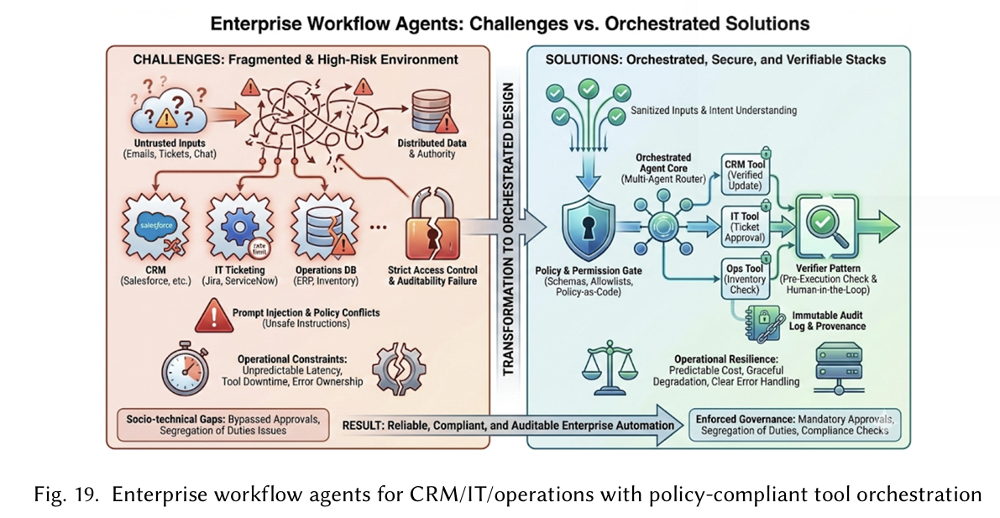 Enterprise Workflow Agents: Challenges vs. Orchestrated Solutions
CHALLENGES: Fragmented & High-Risk Environment
? ? ? ? ? ? ?
Untrusted Inputs
(Emails, Tickets, Chat)
Distributed Data
& Authority
salesforce
rate
limit
...
CRM
(Salesforce, etc.)
IT Ticketing
(Jira, ServiceNow)
Operations DB
(ERP, Inventory)
Strict Access Control
& Auditability Failure
Prompt Injection & Policy Conflicts
(Unsafe Instructions)
Operational Constraints:
Unpredictable Latency,
Tool Downtime, Error Ownership
Socio-technical Gaps: Bypassed Approvals,
Segregation of Duties Issues
TRANSFORMATION TO ORCHESTRATED DESIGN
SOLUTIONS: Orchestrated, Secure, and Verifiable Stacks
Sanitized Inputs & Intent Understanding
Orchestrated
Agent Core
(Multi-Agent Router)
CRM Tool
(Verified
Update)
IT Tool
(Ticket
Approval)
Ops Tool
(Inventory
Check)
Policy & Permission Gate
(Schemas, Allowlists,
Policy-as-Code)
Verifier Pattern
(Pre-Execution Check &
Human-in-the-Loop)
Immutable Audit
Log & Provenance
Operational Resilience:
Predictable Cost, Graceful
Degradation, Clear Error Handling
RESULT: Reliable, Compliant, and Auditable Enterprise Automation
Enforced Governance: Mandatory Approvals,
Segregation of Duties, Compliance Checks
Fig. 19. Enterprise workflow agents for CRM/IT/operations with policy-compliant tool orchestration